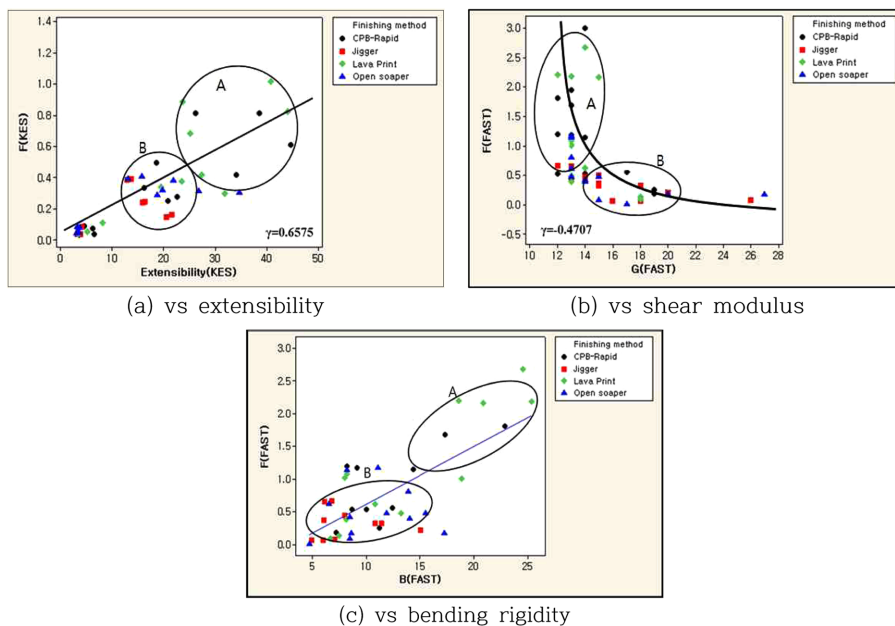 1.4
1.2
1.0
0.8
0.6
0.4
0.2
0.0
F(KES)
A
B
γ=0.6575
0 10 20 30 40 50
Extensibility(KES)
Finishing method
CPB-Rapid
Jigger
Lava Print
Open soaper
(a) vs extensibility
3.0
2.5
2.0
1.5
1.0
0.5
0.0
-0.5
F(FAST)
A
B
γ=-0.4707
10 12 14 16 18 20 22 24 26 28
G(FAST)
Finishing method
CPB-Rapid
Jigger
Lava Print
Open soaper
(b) vs shear modulus
3.0
2.5
2.0
1.5
1.0
0.5
0.0
F(FAST)
A
B
5 10 15 20 25
B(FAST)
Finishing method
CPB-Rapid
Jigger
Lava Print
Open soaper
(c) vs bending rigidity